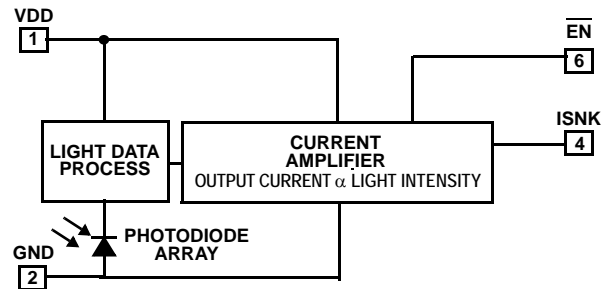 VDD
1
EN
6
ISNK
4
LIGHT DATA
PROCESS
CURRENT
AMPLIFIER
OUTPUT CURRENT α LIGHT INTENSITY
PHOTODIODE
ARRAY
GND
2